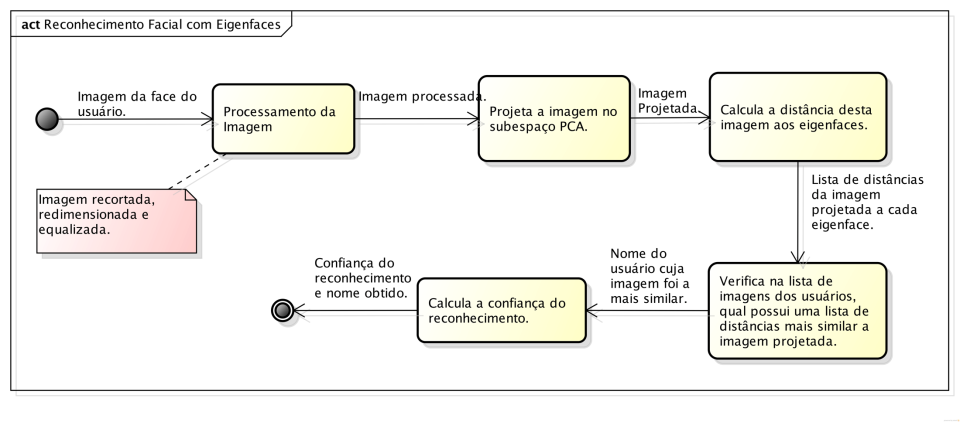 act Reconhecimento Facial com Eigenfaces
Imagem da face do
usuário.
Processamento da
Imagem
Imagem processada.
Projeta a imagem no
subespaço PCA.
Imagem
Projetada.
Calcula a distância desta
imagem aos eigenfaces.
Imagem recortada,
redimensionada e
equalizada.
Lista de distâncias
da imagem
projetada a cada
eigenface.
Verifica na lista de
imagens dos usuários,
qual possui uma lista de
distâncias mais similar a
imagem projetada.
Nome do
usuário cuja
imagem foi a
mais similar.
Calcula a confiança do
reconhecimento.
Confiança do
reconhecimento
e nome obtido.